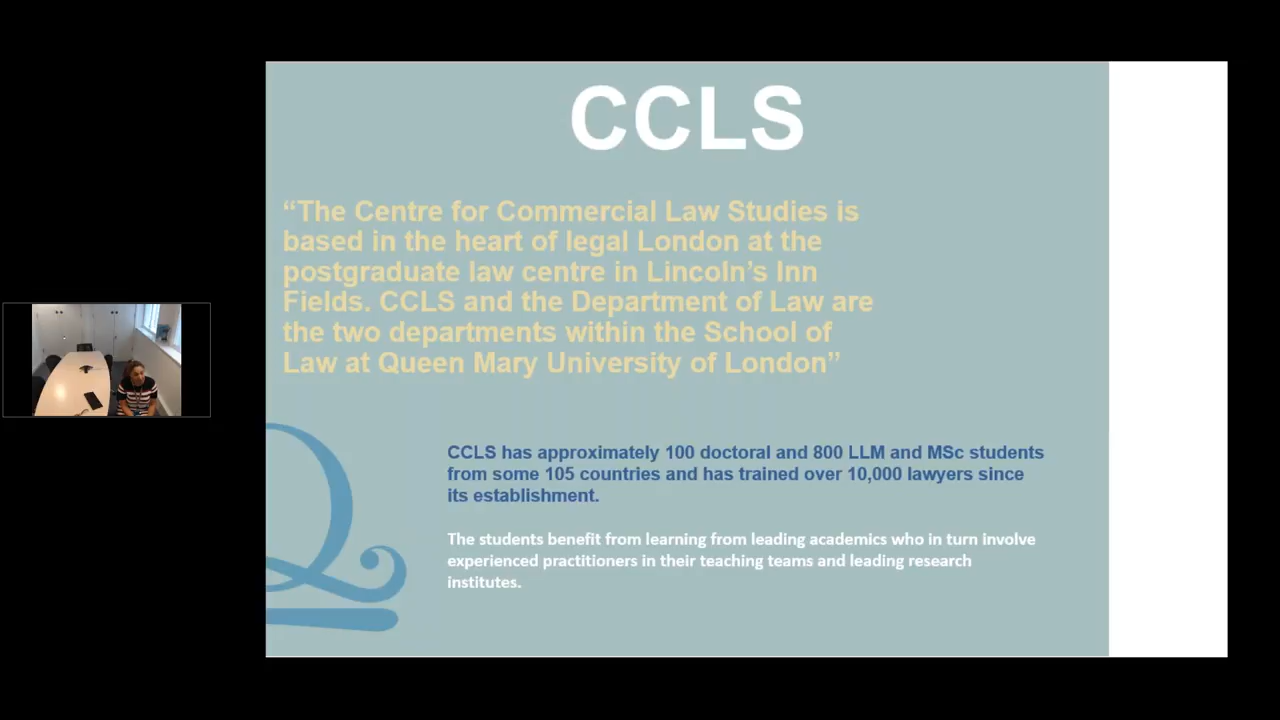 CCLS
“The Centre for Commercial Law Studies is
based in the heart of legal London at the
postgraduate law centre in Lincoln’s Inn
Fields. CCLS and the Department of Law are
the two departments within the School of
Law at Queen Mary University of London”
CCLS has approximately 100 doctoral and 800 LLM and MSc students
from some 105 countries and has trained over 10,000 lawyers since
its establishment.
The students benefit from learning from leading academics who in turn involve
experienced practitioners in their teaching teams and leading research
institutes.